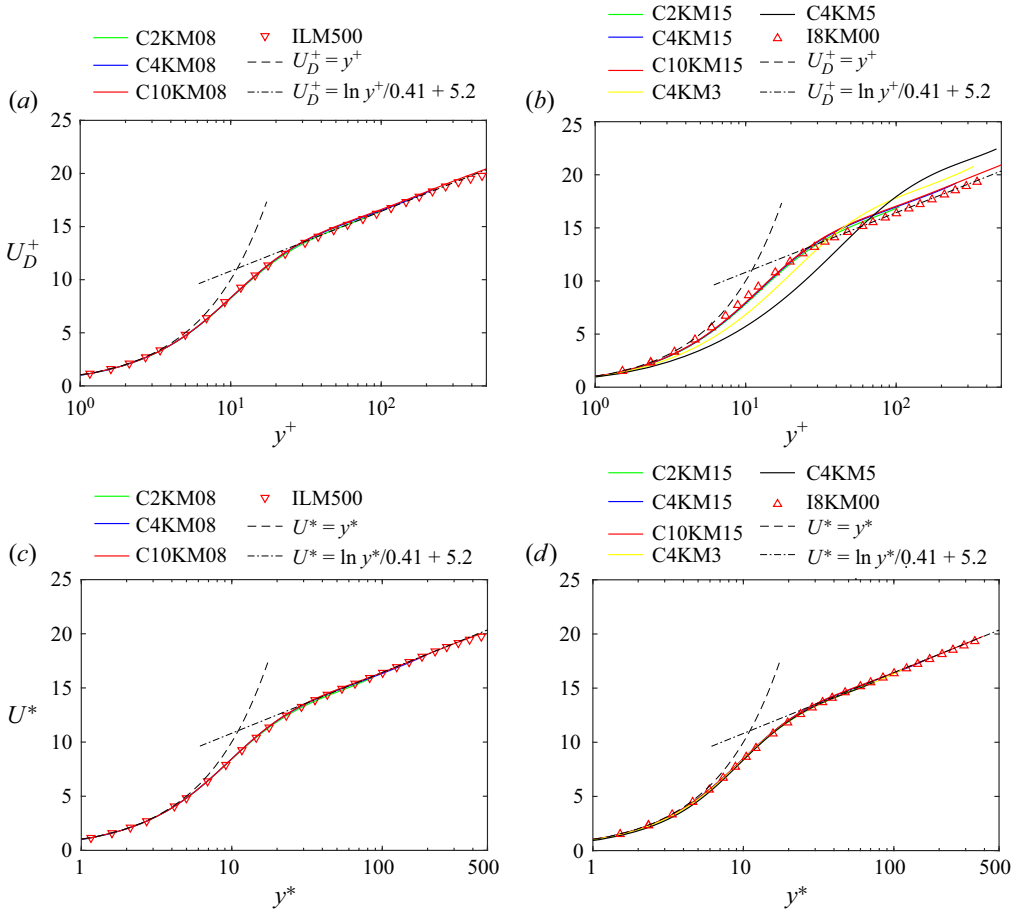 C2KM08 ILM500
C4KM08 U_D^+ = y^+
C10KM08 U_D^+ = ln y^+/0.41 + 5.2
C2KM15 C4KM5
C4KM15 I8KM00
C10KM15 U_D^+ = y^+
C4KM3 U_D^+ = ln y^+/0.41 + 5.2
(a)
25
20
15
10
5
0
U_D^+
10^0 10^1 10^2
y^+
(b)
25
20
15
10
5
0
10^0 10^1 10^2
y^+
C2KM08 ILM500
C4KM08 U* = y*
C10KM08 U* = ln y*/0.41 + 5.2
C2KM15 C4KM5
C4KM15 I8KM00
C10KM15 U* = y*
C4KM3 U* = ln y*/0.41 + 5.2
(c)
25
20
15
10
5
0
U*
1 10 100 500
y*
(d)
25
20
15
10
5
0
1 10 100 500
y*